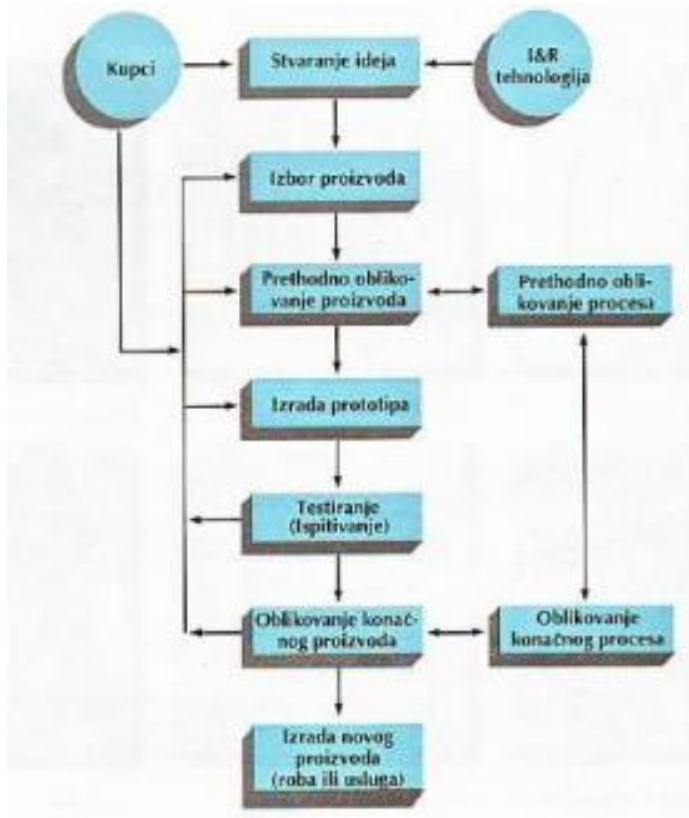 Kupci
Stvaranje ideja
I&R
tehnologija
Izbor proizvoda
Prethodno obliko-
vanje proizvoda
Prethodno obli-
kovanje procesa
Izrada prototipa
Testiranje
(Ispitivanje)
Oblikovanje konač-
nog proizvoda
Oblikovanje
konačnog procesa
Izrada novog
proizvoda
(roba ili usluga)